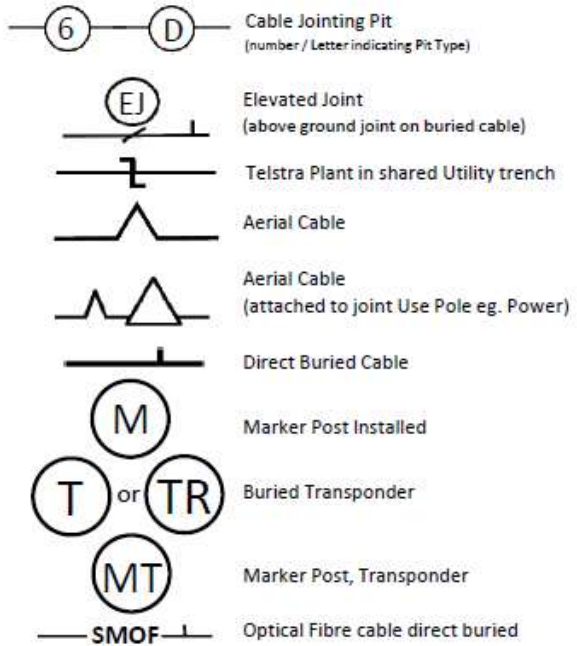 6 D Cable Jointing Pit
(number / Letter indicating Pit Type)
EJ Elevated Joint
(above ground joint on buried cable)
Telstra Plant in shared Utility trench
Aerial Cable
Aerial Cable
(attached to joint Use Pole eg. Power)
Direct Buried Cable
M Marker Post Installed
T or TR Buried Transponder
MT Marker Post, Transponder
SMOF Optical Fibre cable direct buried